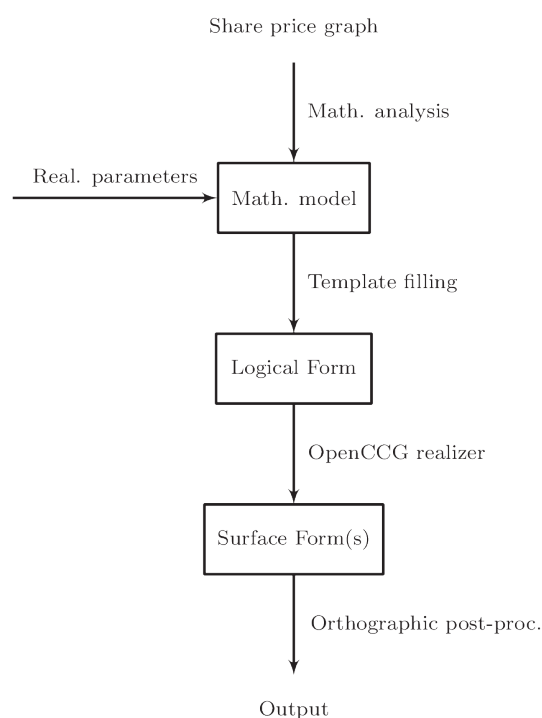 Share price graph
Math. analysis
Real. parameters
Math. model
Template filling
Logical Form
OpenCCG realizer
Surface Form(s)
Orthographic post-proc.
Output